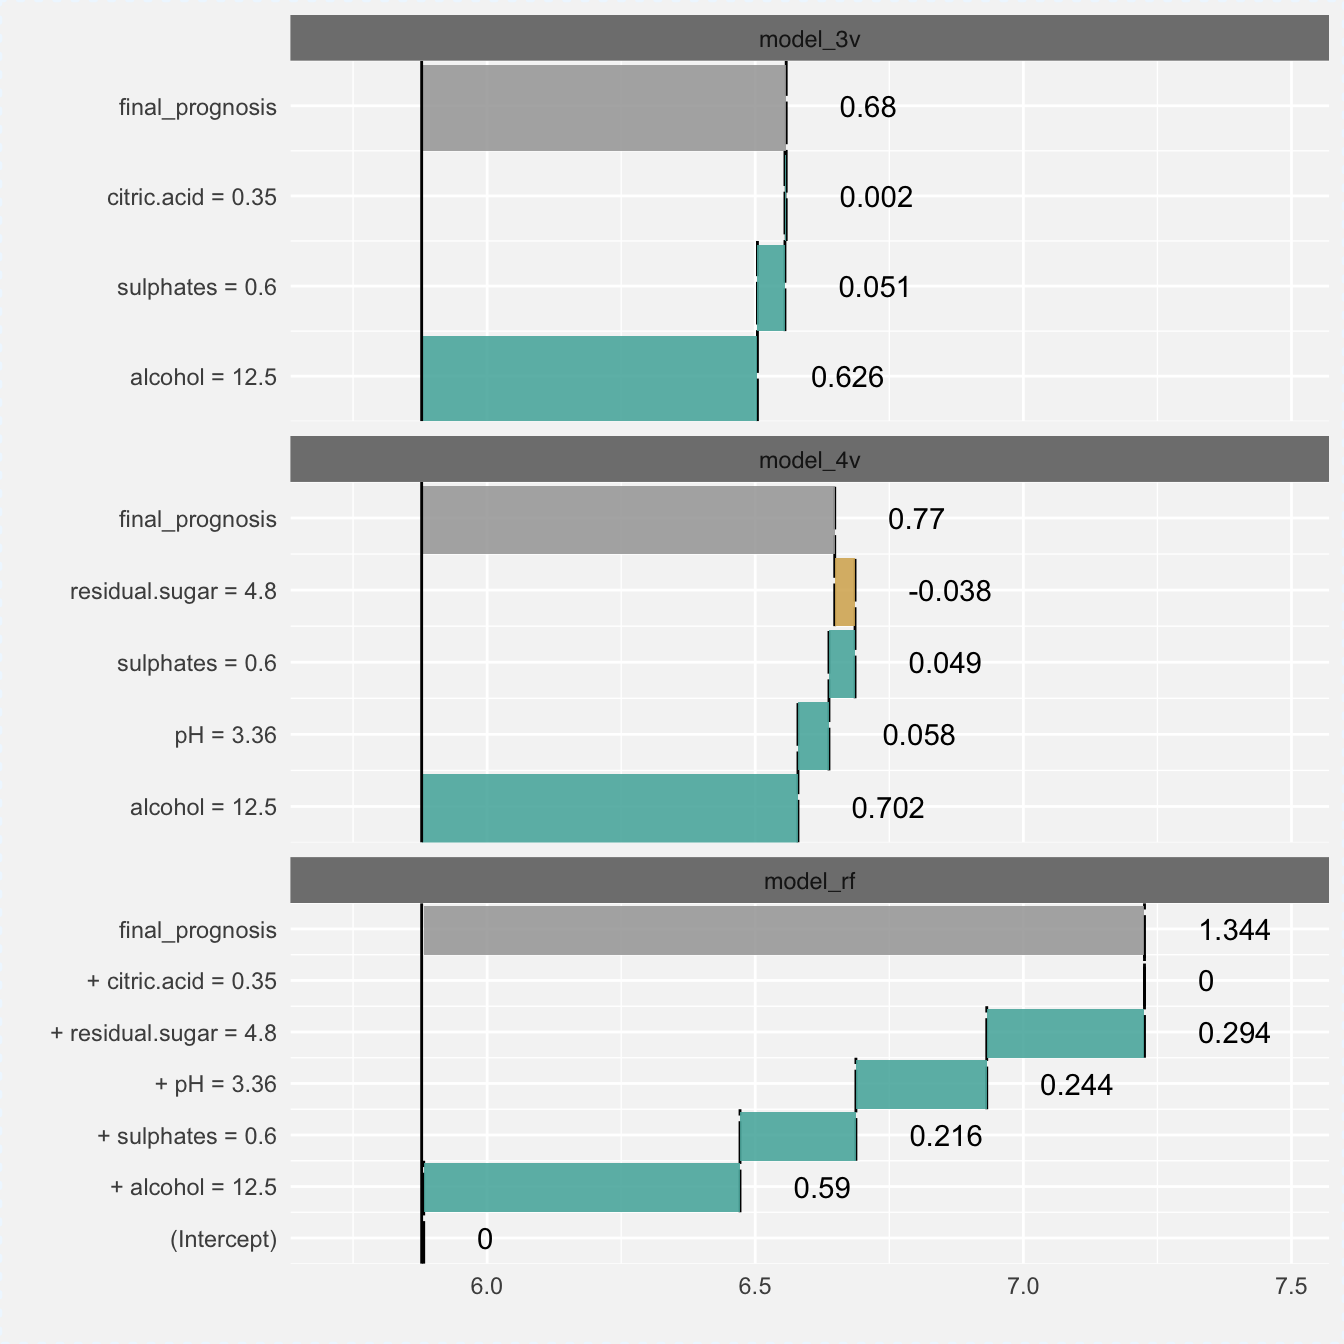 model_3v
final_prognosis 0.68
citric.acid = 0.35 0.002
sulphates = 0.6 0.051
alcohol = 12.5 0.626
model_4v
final_prognosis 0.77
residual.sugar = 4.8 -0.038
sulphates = 0.6 0.049
pH = 3.36 0.058
alcohol = 12.5 0.702
model_rf
final_prognosis 1.344
+ citric.acid = 0.35 0
+ residual.sugar = 4.8 0.294
+ pH = 3.36 0.244
+ sulphates = 0.6 0.216
+ alcohol = 12.5 0.59
(Intercept) 0
6.0 6.5 7.0 7.5